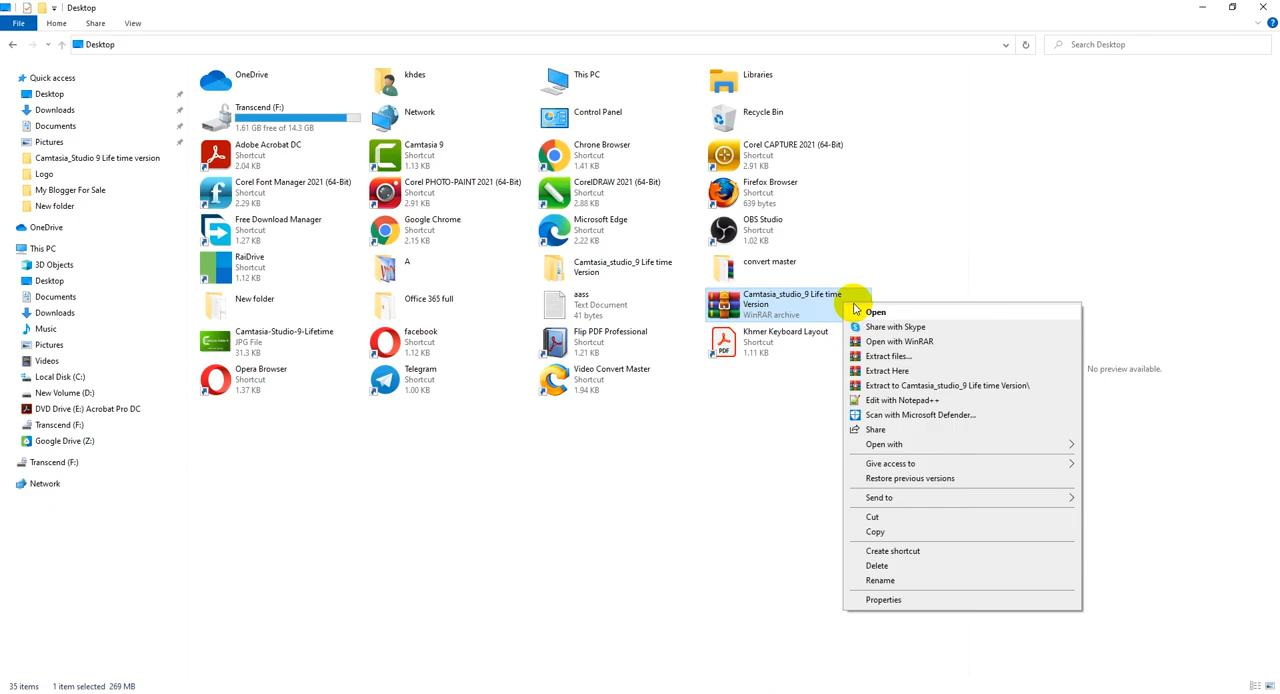 Desktop
File
Home
Share
View
Desktop
Search Desktop
Quick access
Desktop
Downloads
Documents
Pictures
Camtasia_Studio 9 Life time version
Logo
My Blogger For Sale
New folder
OneDrive
This PC
3D Objects
Desktop
Documents
Downloads
Music
Pictures
Videos
Local Disk (C:)
New Volume (D:)
DVD Drive (E:) Acrobat Pro DC
Transcend (F:)
Google Drive (Z:)
Transcend (F:)
Network
OneDrive
khdes
This PC
Libraries
Transcend (F:)
1.61 GB free of 14.3 GB
Network
Control Panel
Recycle Bin
Adobe Acrobat DC
Shortcut
2.04 KB
Camtasia 9
Shortcut
1.13 KB
Chrome Browser
Shortcut
1.41 KB
Corel CAPTURE 2021 (64-Bit)
Shortcut
2.91 KB
Corel Font Manager 2021 (64-Bit)
Shortcut
2.29 KB
Corel PHOTO-PAINT 2021 (64-Bit)
Shortcut
2.91 KB
CorelDRAW 2021 (64-Bit)
Shortcut
2.88 KB
Firefox Browser
Shortcut
639 bytes
Free Download Manager
Shortcut
1.27 KB
Google Chrome
Shortcut
2.15 KB
Microsoft Edge
Shortcut
2.22 KB
OBS Studio
Shortcut
1.02 KB
RaiDrive
Shortcut
1.12 KB
A
Camtasia_studio_9 Life time
Version
convert master
New folder
Office 365 full
aass
Text Document
41 bytes
Camtasia_studio_9 Life time
Version
WinRAR archive
Camtasia-Studio-9-Lifetime
JPG File
31.3 KB
facebook
Shortcut
1.21 KB
Flip PDF Professional
Shortcut
1.21 KB
Khmer Keyboard Layout
Shortcut
1.11 KB
PDF
Opera Browser
Shortcut
1.37 KB
Telegram
Shortcut
1.00 KB
Video Convert Master
Shortcut
1.94 KB
Open
Share with Skype
Open with WinRAR
Extract files...
Extract Here
Extract to Camtasia_studio_9 Life time Version\
Edit with Notepad++
Scan with Microsoft Defender...
Share
Open with
Give access to
Restore previous versions
Send to
Cut
Copy
Create shortcut
Delete
Rename
Properties
No preview available.
35 items
1 item selected 269 MB